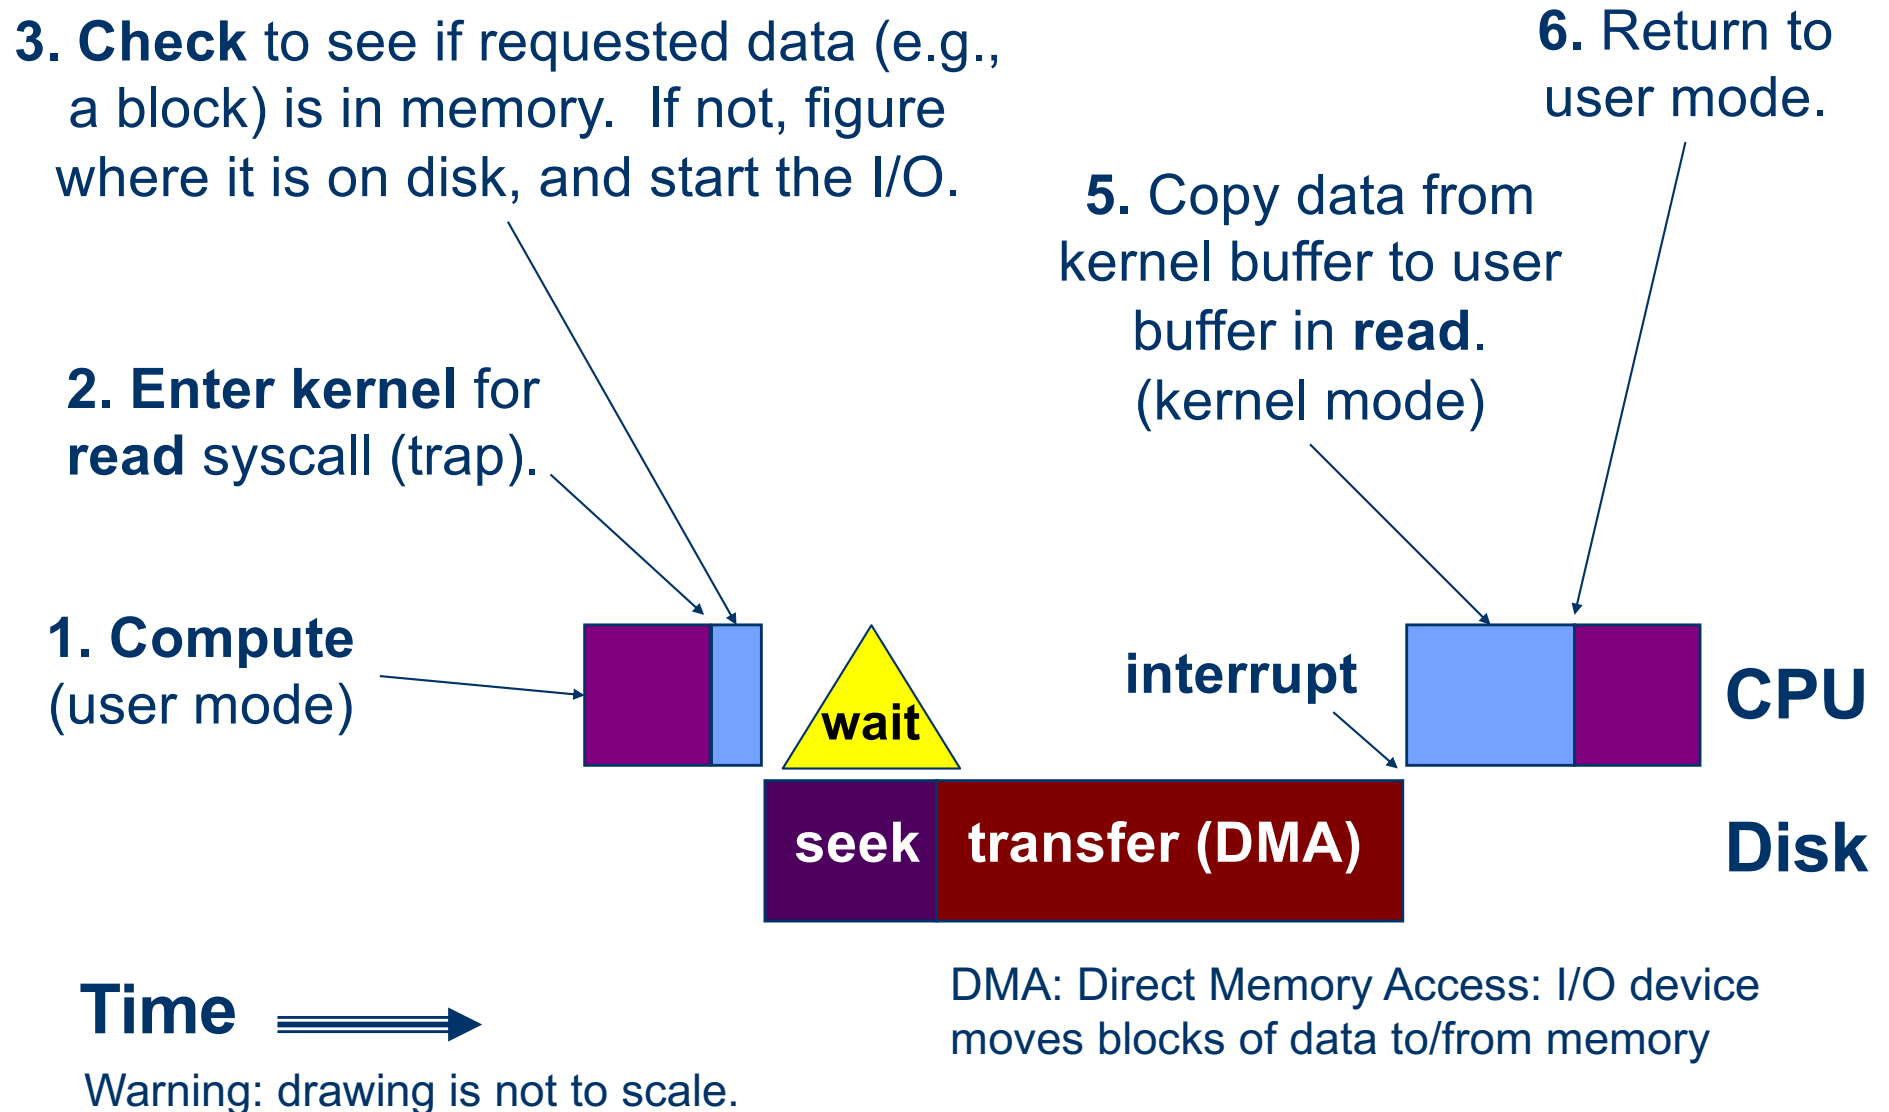 3. Check to see if requested data (e.g.,
a block) is in memory.  If not, figure
where it is on disk, and start the I/O.
6. Return to
user mode.
5. Copy data from
kernel buffer to user
buffer in read.
(kernel mode)
2. Enter kernel for
read syscall (trap).
1. Compute
(user mode)
wait
interrupt
CPU
seek
transfer (DMA)
Disk
Time
DMA: Direct Memory Access: I/O device
moves blocks of data to/from memory
Warning: drawing is not to scale.